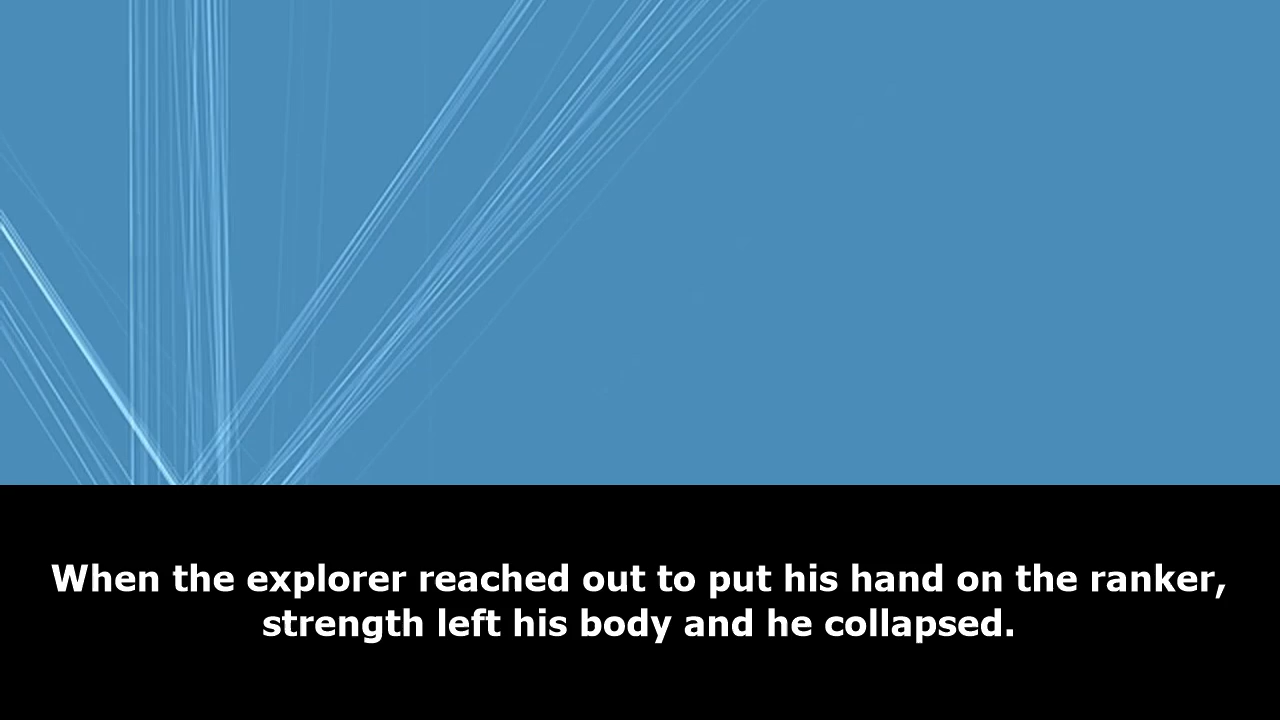 When the explorer reached out to put his hand on the ranker,
strength left his body and he collapsed.